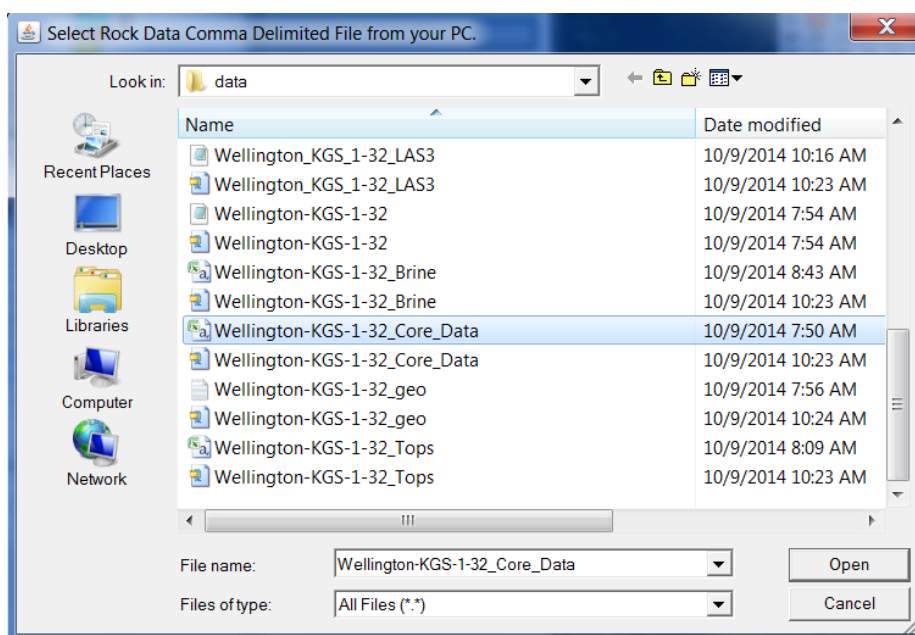 Select Rock Data Comma Delimited File from your PC.
Look in: data
Name Date modified
Wellington_KGS_1-32_LAS3 10/9/2014 10:16 AM
Wellington_KGS_1-32_LAS3 10/9/2014 10:23 AM
Wellington-KGS-1-32 10/9/2014 7:54 AM
Wellington-KGS-1-32 10/9/2014 7:54 AM
Wellington-KGS-1-32_Brine 10/9/2014 8:43 AM
Wellington-KGS-1-32_Brine 10/9/2014 10:23 AM
Wellington-KGS-1-32_Core_Data 10/9/2014 7:50 AM
Wellington-KGS-1-32_Core_Data 10/9/2014 10:23 AM
Wellington-KGS-1-32_geo 10/9/2014 7:56 AM
Wellington-KGS-1-32_geo 10/9/2014 10:24 AM
Wellington-KGS-1-32_Tops 10/9/2014 8:09 AM
Wellington-KGS-1-32_Tops 10/9/2014 10:23 AM
Recent Places
Desktop
Libraries
Computer
Network
File name: Wellington-KGS-1-32_Core_Data Open
Files of type: All Files (*.*) Cancel